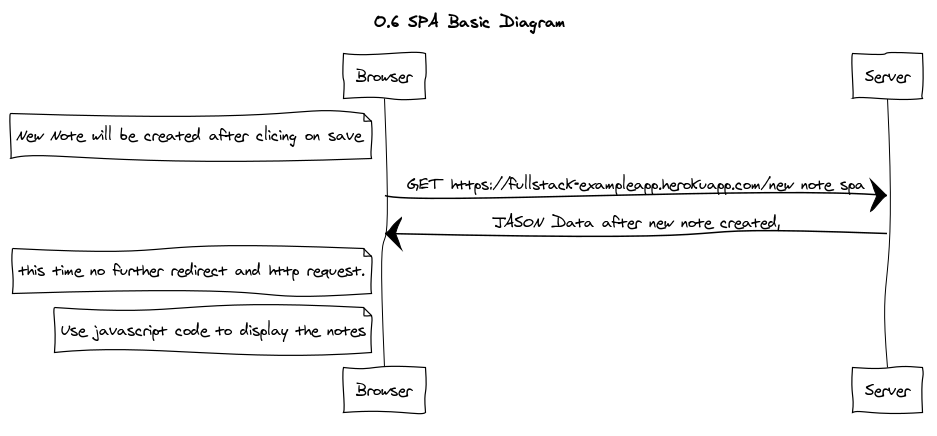 0.6 SPA Basic Diagram
Browser
Server
New Note will be created after clicing on save
GET https://fullstack-exampleapp.herokuapp.com/new note spa
JASON Data after new note created,
this time no further redirect and http request.
Use javascript code to display the notes
Browser
Server